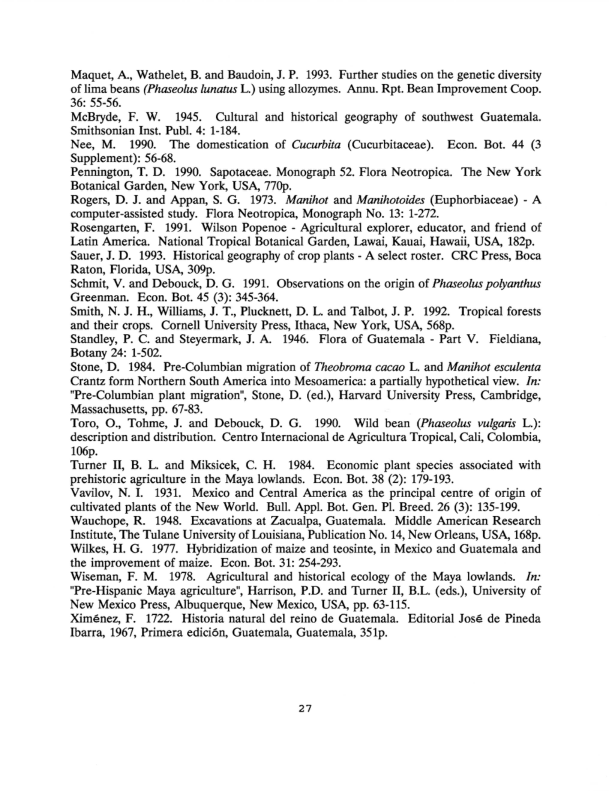 Maquet, A., Wathelet, B. and Baudoin, J. P. 1993. Further studies on the genetic diversity
of lima beans (Phaseolus lunatus L.) using allozymes. Annu. Rpt. Bean Improvement Coop.
36: 55-56.
McBryde, F. W. 1945. Cultural and historical geography of southwest Guatemala.
Smithsonian Inst. Publ. 4: 1-184.
Nee, M. 1990. The domestication of Cucurbita (Cucurbitaceae). Econ. Bot. 44 (3
Supplement): 56-68.
Pennington, T. D. 1990. Sapotaceae. Monograph 52. Flora Neotropica. The New York
Botanical Garden, New York, USA, 770p.
Rogers, D. J. and Appan, S. G. 1973. Manihot and Manihotoides (Euphorbiaceae) - A
computer-assisted study. Flora Neotropica, Monograph No. 13: 1-272.
Rosengarten, F. 1991. Wilson Popenoe - Agricultural explorer, educator, and friend of
Latin America. National Tropical Botanical Garden, Lawai, Kauai, Hawaii, USA, 182p.
Sauer, J. D. 1993. Historical geography of crop plants - A select roster. CRC Press, Boca
Raton, Florida, USA, 309p.
Schmit, V. and Debouck, D. G. 1991. Observations on the origin of Phaseolus polyanthus
Greenman. Econ. Bot. 45 (3): 345-364.
Smith, N. J. H., Williams, J. T., Plucknett, D. L. and Talbot, J. P. 1992. Tropical forests
and their crops. Cornell University Press, Ithaca, New York, USA, 568p.
Standley, P. C. and Steyermark, J. A. 1946. Flora of Guatemala - Part V. Fieldiana,
Botany 24: 1-502.
Stone, D. 1984. Pre-Columbian migration of Theobroma cacao L. and Manihot esculenta
Crantz form Northern South America into Mesoamerica: a partially hypothetical view. In:
"Pre-Columbian plant migration", Stone, D. (ed.), Harvard University Press, Cambridge,
Massachusetts, pp. 67-83.
Toro, O., Tohme, J. and Debouck, D. G. 1990. Wild bean (Phaseolus vulgaris L.):
description and distribution. Centro Internacional de Agricultura Tropical, Cali, Colombia,
106p.
Turner II, B. L. and Miksicek, C. H. 1984. Economic plant species associated with
prehistoric agriculture in the Maya lowlands. Econ. Bot. 38 (2): 179-193.
Vavilov, N. I. 1931. Mexico and Central America as the principal centre of origin of
cultivated plants of the New World. Bull. Appl. Bot. Gen. Pl. Breed. 26 (3): 135-199.
Wauchope, R. 1948. Excavations at Zacualpa, Guatemala. Middle American Research
Institute, The Tulane University of Louisiana, Publication No. 14, New Orleans, USA, 168p.
Wilkes, H. G. 1977. Hybridization of maize and teosinte, in Mexico and Guatemala and
the improvement of maize. Econ. Bot. 31: 254-293.
Wiseman, F. M. 1978. Agricultural and historical ecology of the Maya lowlands. In:
"Pre-Hispanic Maya agriculture", Harrison, P.D. and Turner II, B.L. (eds.), University of
New Mexico Press, Albuquerque, New Mexico, USA, pp. 63-115.
Ximénez, F. 1722. Historia natural del reino de Guatemala. Editorial José de Pineda
Ibarra, 1967, Primera edición, Guatemala, Guatemala, 351p.
27